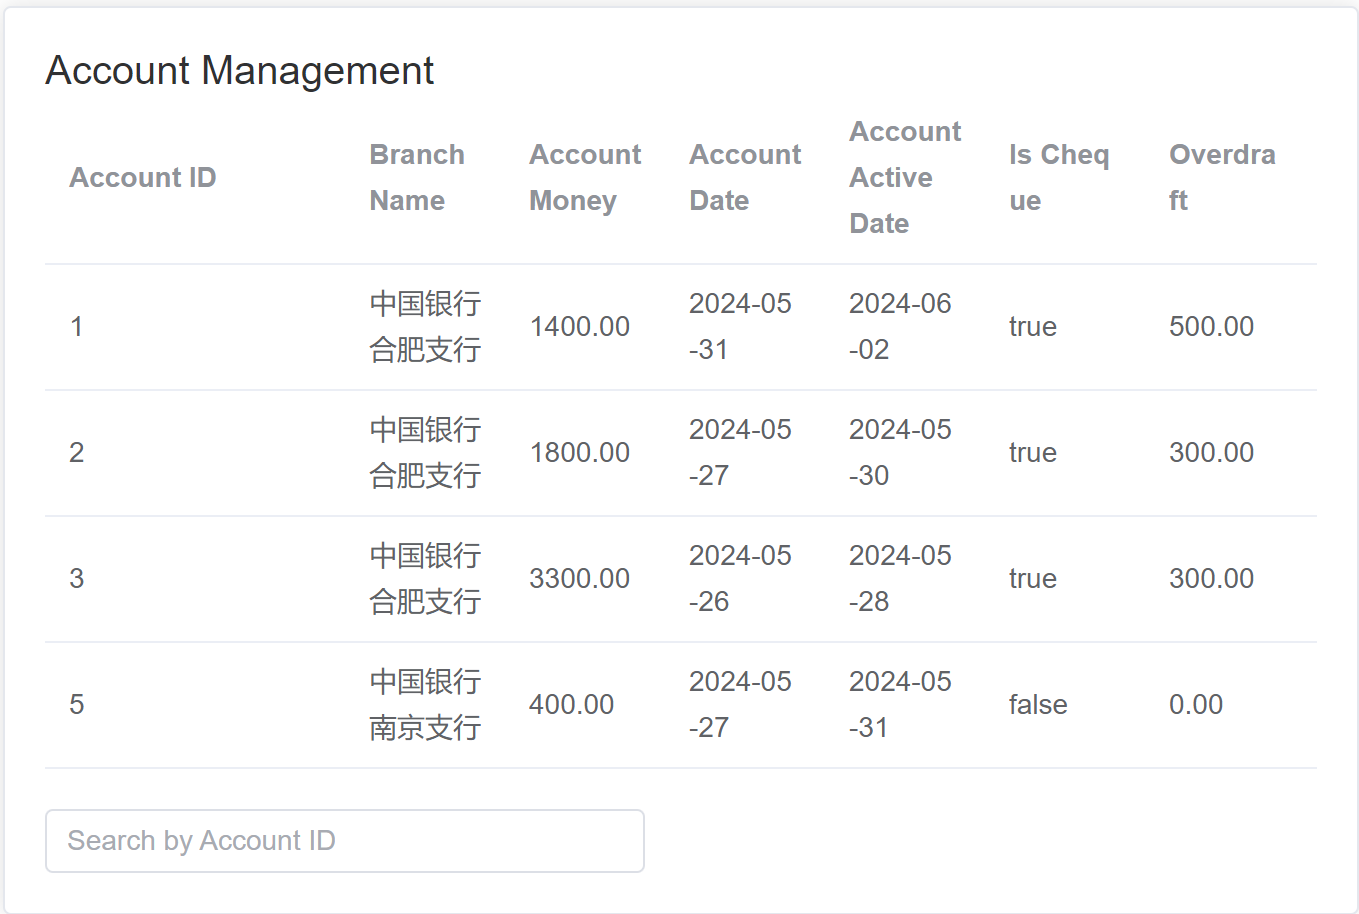 Account Management
Account ID
Branch
Name
Account
Money
Account
Date
Account
Active
Date
Is Cheq
ue
Overdra
ft
1
中国银行
合肥支行
1400.00
2024-05
-31
2024-06
-02
true
500.00
2
中国银行
合肥支行
1800.00
2024-05
-27
2024-05
-30
true
300.00
3
中国银行
合肥支行
3300.00
2024-05
-26
2024-05
-28
true
300.00
5
中国银行
南京支行
400.00
2024-05
-27
2024-05
-31
false
0.00
Search by Account ID